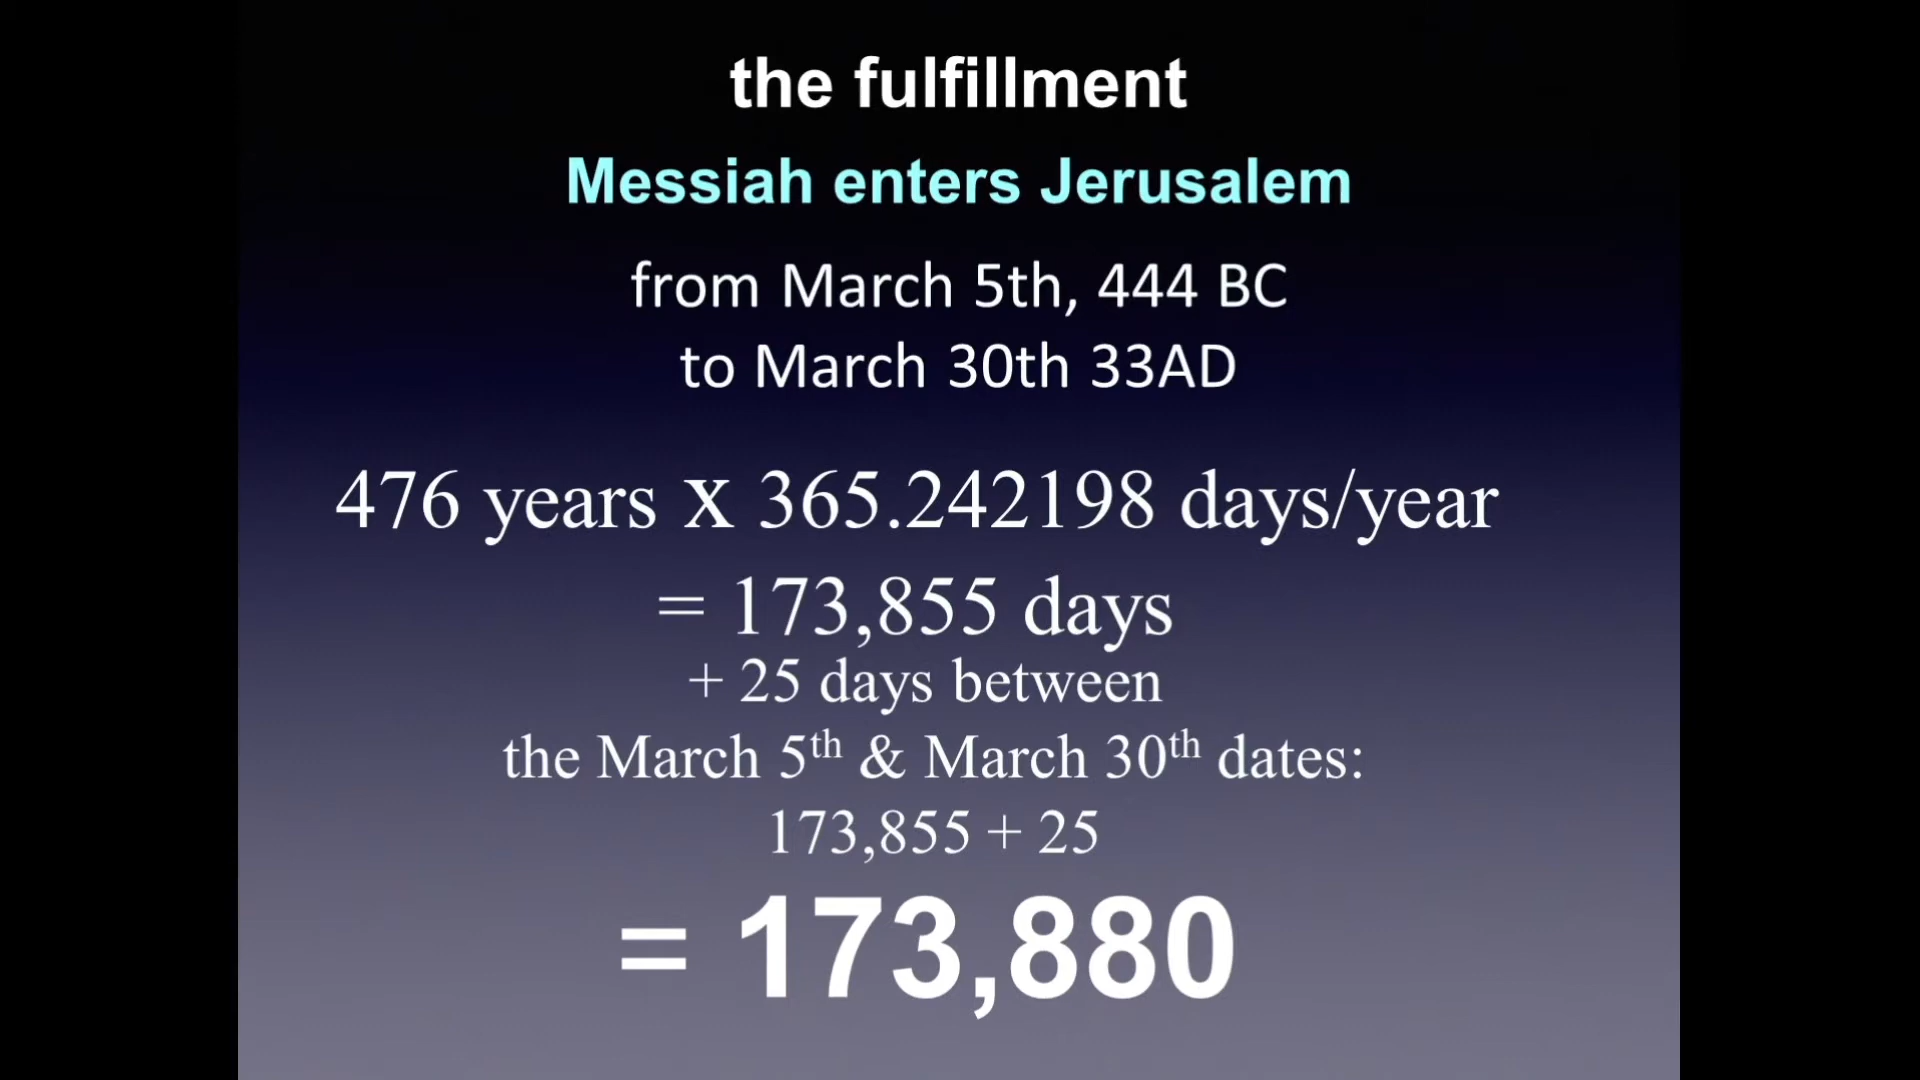 the fulfillment
Messiah enters Jerusalem
from March 5th, 444 BC
to March 30th 33AD
476 years x 365.242198 days/year
= 173,855 days
+ 25 days between
the March 5th & March 30th dates:
173,855 + 25
= 173,880